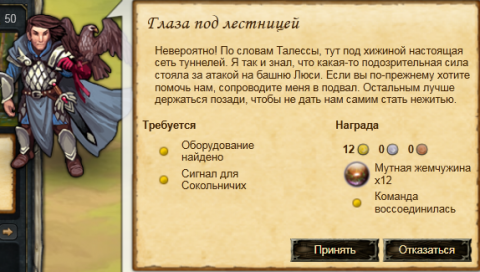 50
Глаза под лестницей
Невероятно! По словам Талессы, тут под хижиной настоящая
сеть туннелей. Я так и знал, что какая-то подозрительная сила
стояла за атакой на башню Люси. Если вы по-прежнему хотите
помочь нам, сопроводите меня в подвал. Остальным лучше
держаться позади, чтобы не дать нам самим стать нежитью.
Требуется
Оборудование
найдено
Сигнал для
Сокольничих
Награда
12 0 0
Мутная жемчужина
x12
Команда
воссоединилась
Принять
Отказаться